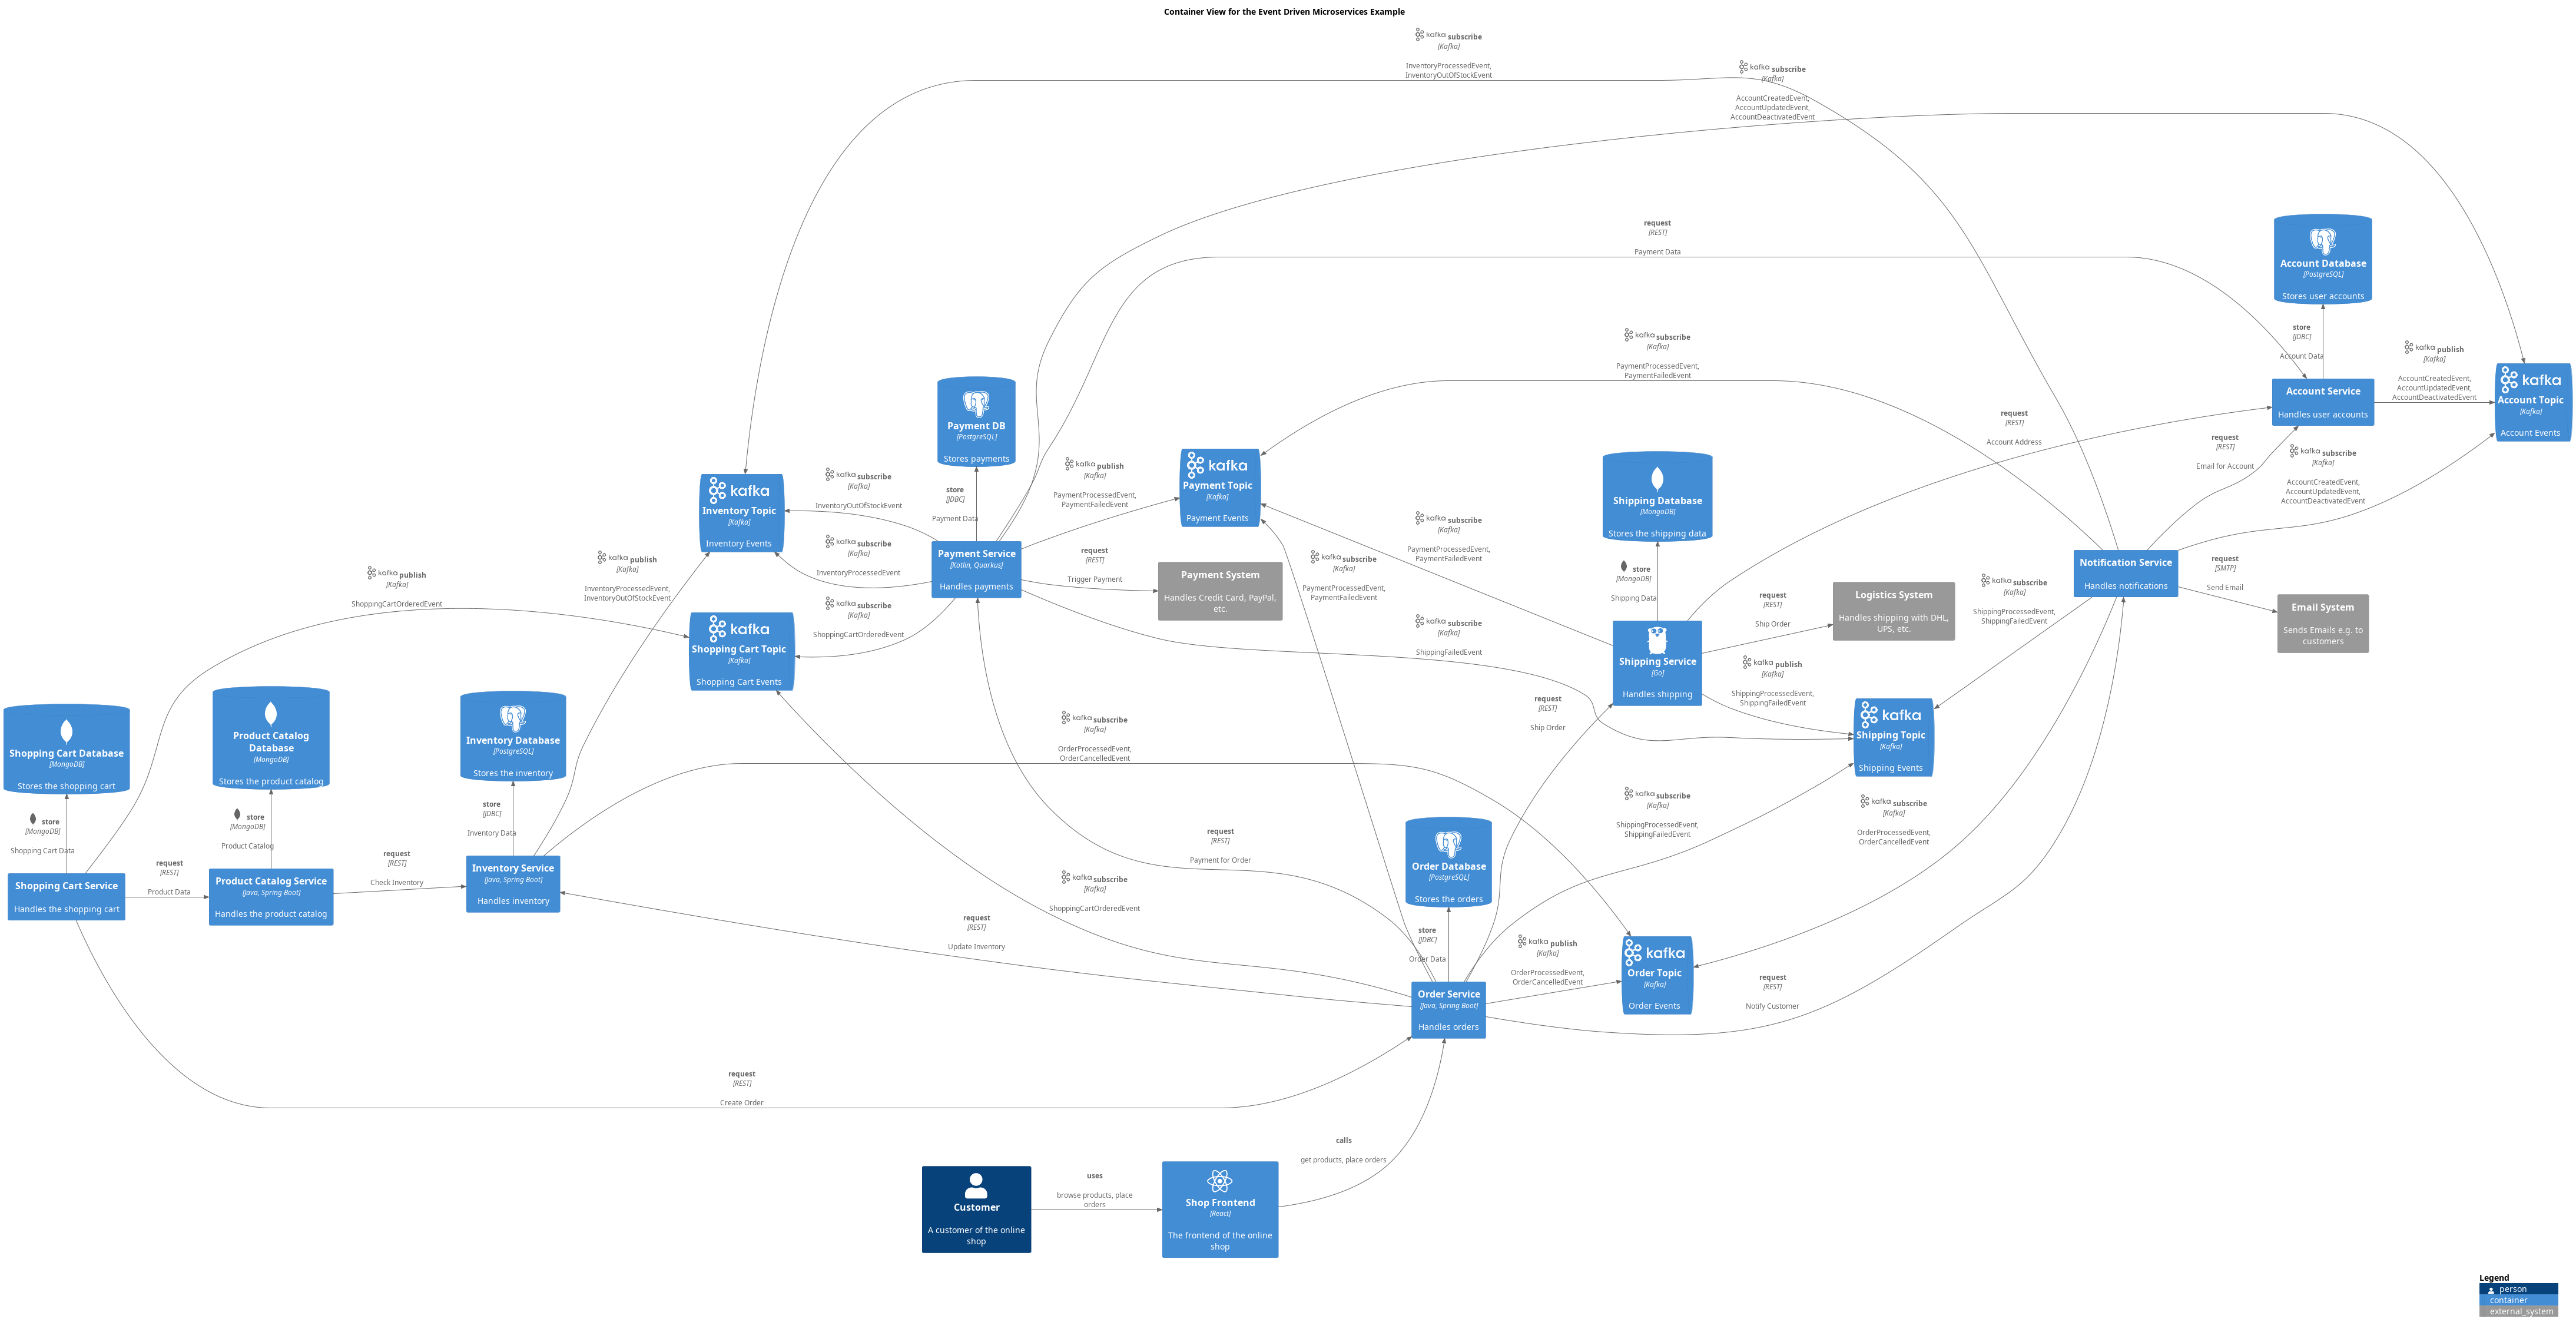 Container View for the Event Driven Microservices Example
kafka subscribe
[Kafka]
InventoryProcessedEvent,
InventoryOutOfStockEvent
kafka subscribe
[Kafka]
AccountCreatedEvent,
AccountUpdatedEvent,
AccountDeactivatedEvent
request
[REST]
Payment Data
Account Database
[PostgreSQL]
Stores user accounts
store
[JDBC]
Account Data
kafka publish
[Kafka]
AccountCreatedEvent,
AccountUpdatedEvent,
AccountDeactivatedEvent
kafka
Account Topic
[Kafka]
Account Events
Account Service
Handles user accounts
kafka subscribe
[Kafka]
PaymentProcessedEvent,
PaymentFailedEvent
request
[REST]
Account Address
request
[REST]
Email for Account
kafka subscribe
[Kafka]
AccountCreatedEvent,
AccountUpdatedEvent,
AccountDeactivatedEvent
Payment DB
[PostgreSQL]
Stores payments
store
[JDBC]
Payment Data
kafka publish
[Kafka]
PaymentProcessedEvent,
PaymentFailedEvent
kafka
Payment Topic
[Kafka]
Payment Events
kafka
Inventory Topic
[Kafka]
Inventory Events
kafka subscribe
[Kafka]
InventoryOutOfStockEvent
kafka subscribe
[Kafka]
InventoryProcessedEvent
kafka subscribe
[Kafka]
ShoppingCartOrderedEvent
Payment Service
[Kotlin, Quarkus]
Handles payments
request
[REST]
Trigger Payment
Payment System
Handles Credit Card, PayPal,
etc.
kafka subscribe
[Kafka]
PaymentProcessedEvent,
PaymentFailedEvent
kafka subscribe
[Kafka]
PaymentProcessedEvent,
PaymentFailedEvent
kafka subscribe
[Kafka]
ShippingFailedEvent
Shipping Database
[MongoDB]
Stores the shipping data
store
[MongoDB]
Shipping Data
Shipping Service
[Go]
Handles shipping
request
[REST]
Ship Order
Logistics System
Handles shipping with DHL,
UPS, etc.
kafka publish
[Kafka]
ShippingProcessedEvent,
ShippingFailedEvent
kafka subscribe
[Kafka]
ShippingProcessedEvent,
ShippingFailedEvent
Notification Service
Handles notifications
request
[SMTP]
Send Email
Email System
Sends Emails e.g. to
customers
kafka
Shipping Topic
[Kafka]
Shipping Events
kafka publish
[Kafka]
ShoppingCartOrderedEvent
kafka publish
[Kafka]
InventoryProcessedEvent,
InventoryOutOfStockEvent
kafka
Shopping Cart Topic
[Kafka]
Shopping Cart Events
Shopping Cart Database
[MongoDB]
Stores the shopping cart
store
[MongoDB]
Shopping Cart Data
Shopping Cart Service
Handles the shopping cart
request
[REST]
Product Data
Product Catalog
Database
[MongoDB]
Stores the product catalog
store
[MongoDB]
Product Catalog
Product Catalog Service
[Java, Spring Boot]
Handles the product catalog
request
[REST]
Check Inventory
Inventory Database
[PostgreSQL]
Stores the inventory
store
[JDBC]
Inventory Data
Inventory Service
[Java, Spring Boot]
Handles inventory
kafka subscribe
[Kafka]
OrderProcessedEvent,
OrderCancelledEvent
request
[REST]
Payment for Order
kafka subscribe
[Kafka]
ShoppingCartOrderedEvent
request
[REST]
Update Inventory
request
[REST]
Ship Order
kafka subscribe
[Kafka]
ShippingProcessedEvent,
ShippingFailedEvent
kafka subscribe
[Kafka]
OrderProcessedEvent,
OrderCancelledEvent
Order Database
[PostgreSQL]
Stores the orders
store
[JDBC]
Order Data
kafka publish
[Kafka]
OrderProcessedEvent,
OrderCancelledEvent
kafka
Order Topic
[Kafka]
Order Events
Order Service
[Java, Spring Boot]
Handles orders
request
[REST]
Notify Customer
request
[REST]
Create Order
calls
get products, place orders
Customer
A customer of the online
shop
uses
browse products, place
orders
Shop Frontend
[React]
The frontend of the online
shop
Legend
person
container
external_system